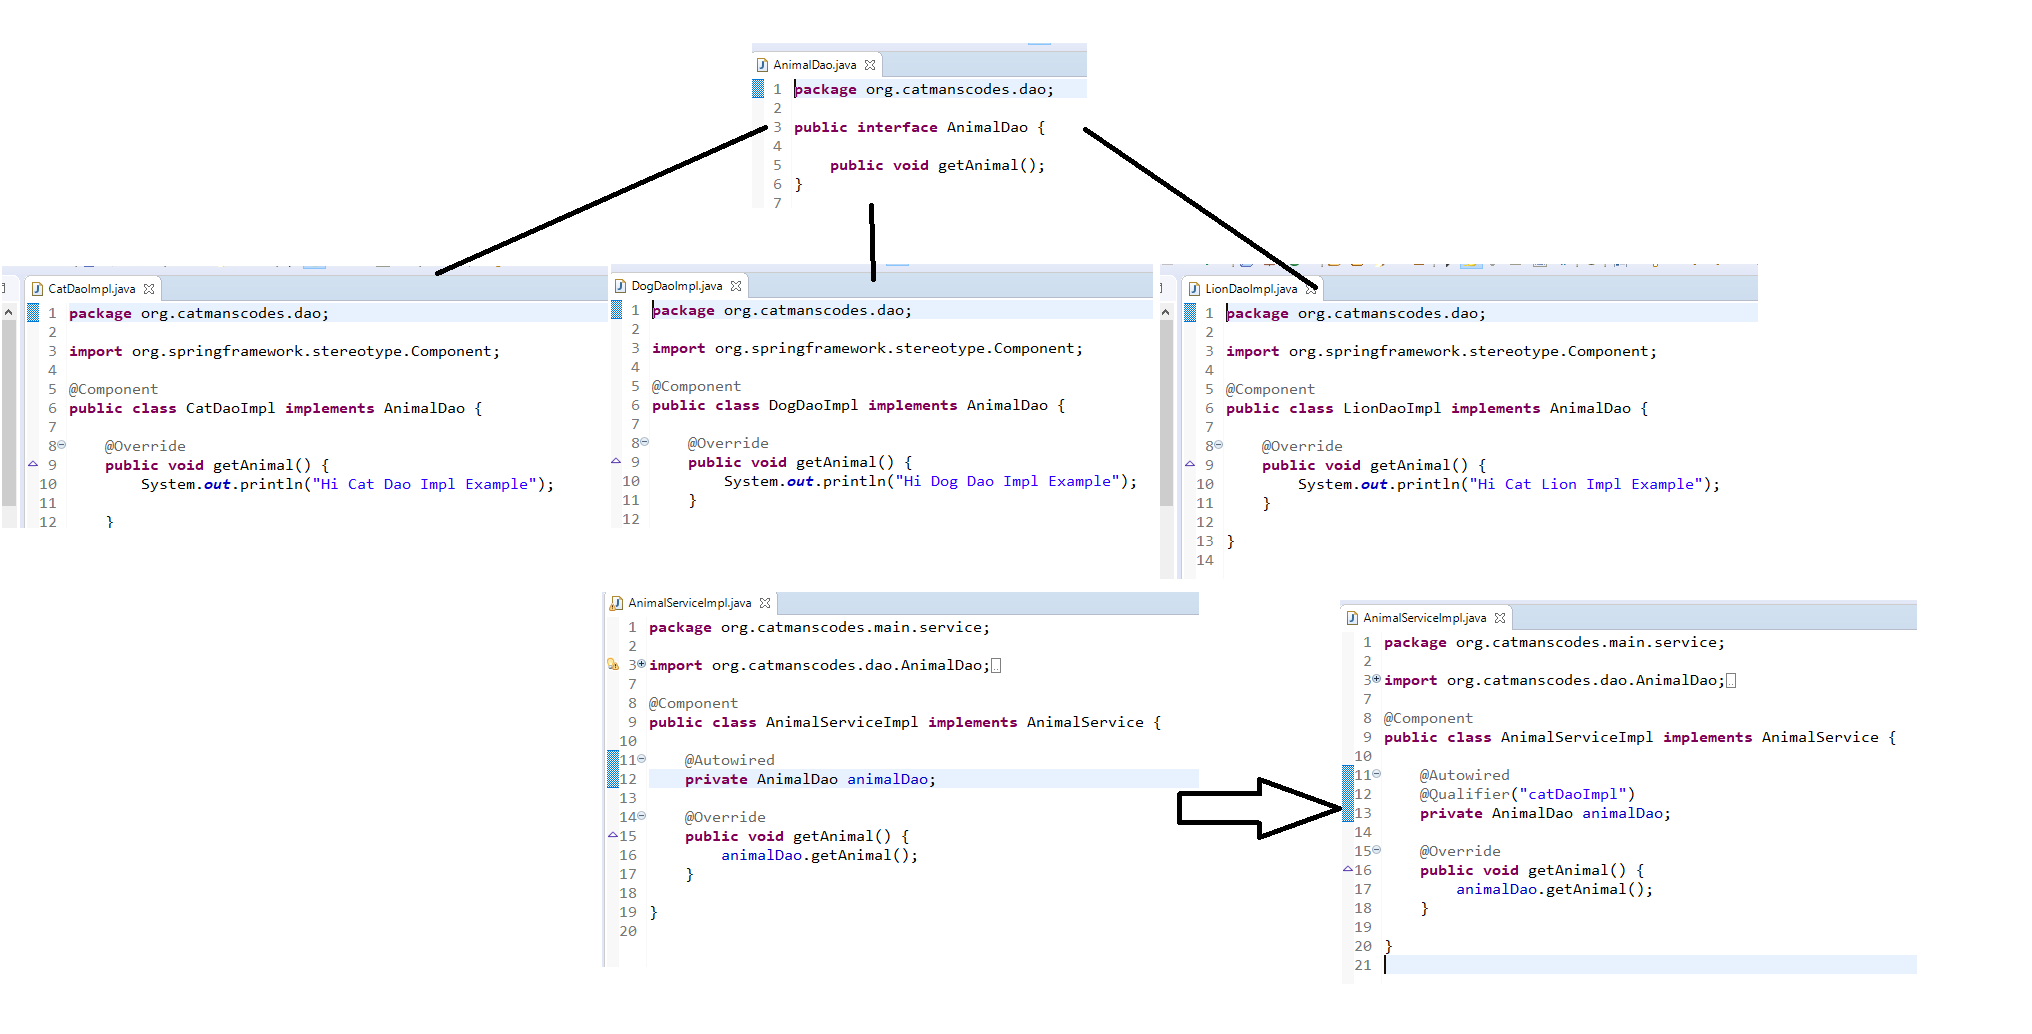 AnimalDao.java
1 package org.catmanscodes.dao;
2
3 public interface AnimalDao {
4
5 public void getAnimal();
6 }
7
CatDaoImpl.java
1 package org.catmanscodes.dao;
2
3 import org.springframework.stereotype.Component;
4
5 @Component
6 public class CatDaoImpl implements AnimalDao {
7
8 @Override
9 public void getAnimal() {
10 System.out.println("Hi Cat Dao Impl Example");
11
12 }
DogDaoImpl.java
1 package org.catmanscodes.dao;
2
3 import org.springframework.stereotype.Component;
4
5 @Component
6 public class DogDaoImpl implements AnimalDao {
7
8 @Override
9 public void getAnimal() {
10 System.out.println("Hi Dog Dao Impl Example");
11 }
12
LionDaoImpl.java
1 package org.catmanscodes.dao;
2
3 import org.springframework.stereotype.Component;
4
5 @Component
6 public class LionDaoImpl implements AnimalDao {
7
8 @Override
9 public void getAnimal() {
10 System.out.println("Hi Cat Lion Impl Example");
11 }
12
13 }
14
AnimalServiceImpl.java
1 package org.catmanscodes.main.service;
2
3 import org.catmanscodes.dao.AnimalDao;
7
8 @Component
9 public class AnimalServiceImpl implements AnimalService {
10
11 @Autowired
12 private AnimalDao animalDao;
13
14 @Override
15 public void getAnimal() {
16 animalDao.getAnimal();
17 }
18
19 }
20
AnimalServiceImpl.java
1 package org.catmanscodes.main.service;
2
3 import org.catmanscodes.dao.AnimalDao;
7
8 @Component
9 public class AnimalServiceImpl implements AnimalService {
10
11 @Autowired
12 @Qualifier("catDaoImpl")
13 private AnimalDao animalDao;
14
15 @Override
16 public void getAnimal() {
17 animalDao.getAnimal();
18 }
19
20 }
21